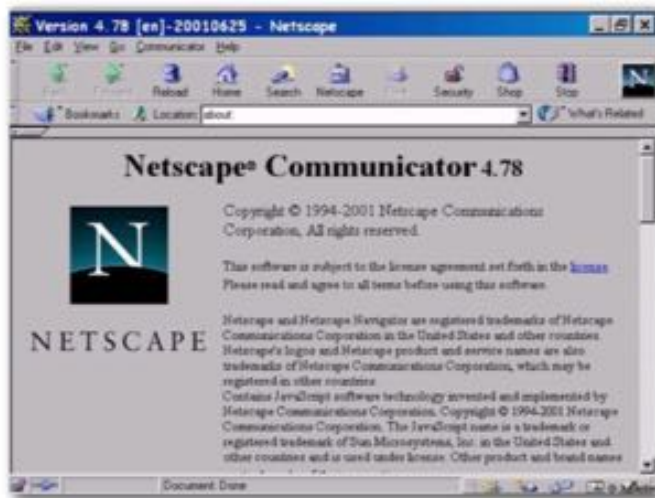 Version 4.78 [en]-20010625 - Netscape
File Edit View Go Communicator Help
Reload Home Search Netscape Security Shop Stop
Bookmarks Location: about: What's Related
Netscape® Communicator 4.78
N
NETSCAPE
Copyright © 1994-2001 Netscape Communications
Corporation, All rights reserved.
This software is subject to the license agreement set forth in the license.
Please read and agree to all terms before using this software.
Netscape and Netscape Navigator are registered trademarks of Netscape
Communications Corporation in the United States and other countries.
Netscape's logos and Netscape product and service names are also
trademarks of Netscape Communications Corporation, which may be
registered in other countries.
Contains JavaScript software technology invented and implemented by
Netscape Communications Corporation. Copyright © 1994-2001 Netscape
Communications Corporation. The JavaScript name is a trademark or
registered trademark of Sun Microsystems, Inc. in the United States and
other countries and is used under license. Other product and brand names
Document: Done